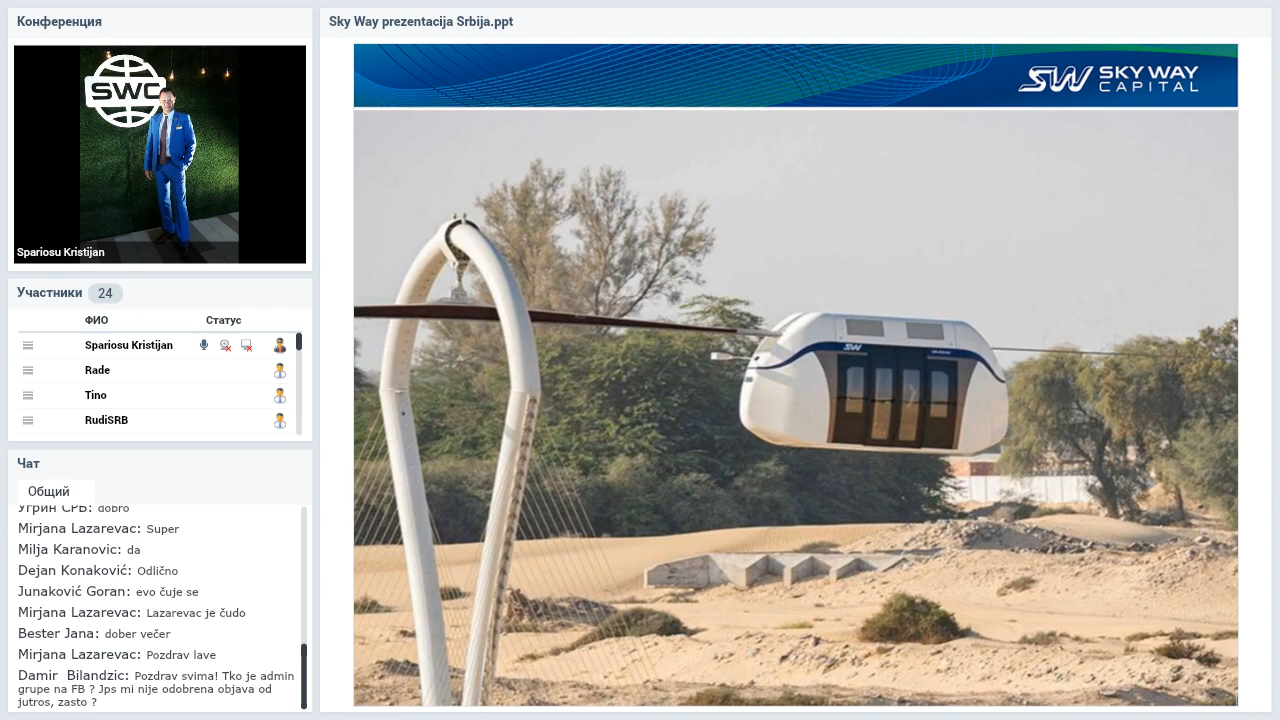 Конференция
SWC
Spariosu Kristijan
Участники 24
ФИО Статус
Spariosu Kristijan
Rade
Tino
RudiSRB
Чат
Общий
Угрин СРБ: dobro
Mirjana Lazarevac: Super
Milja Karanovic: da
Dejan Konaković: Odlično
Junaković Goran: evo čuje se
Mirjana Lazarevac: Lazarevac je čudo
Bester Jana: dober večer
Mirjana Lazarevac: Pozdrav lave
Damir Bilandzic: Pozdrav svima! Tko je admin
grupe na FB ? Jps mi nije odobrena objava od
jutros, zasto ?
Sky Way prezentacija Srbija.ppt
SW SKY WAY
CAPITAL
SW